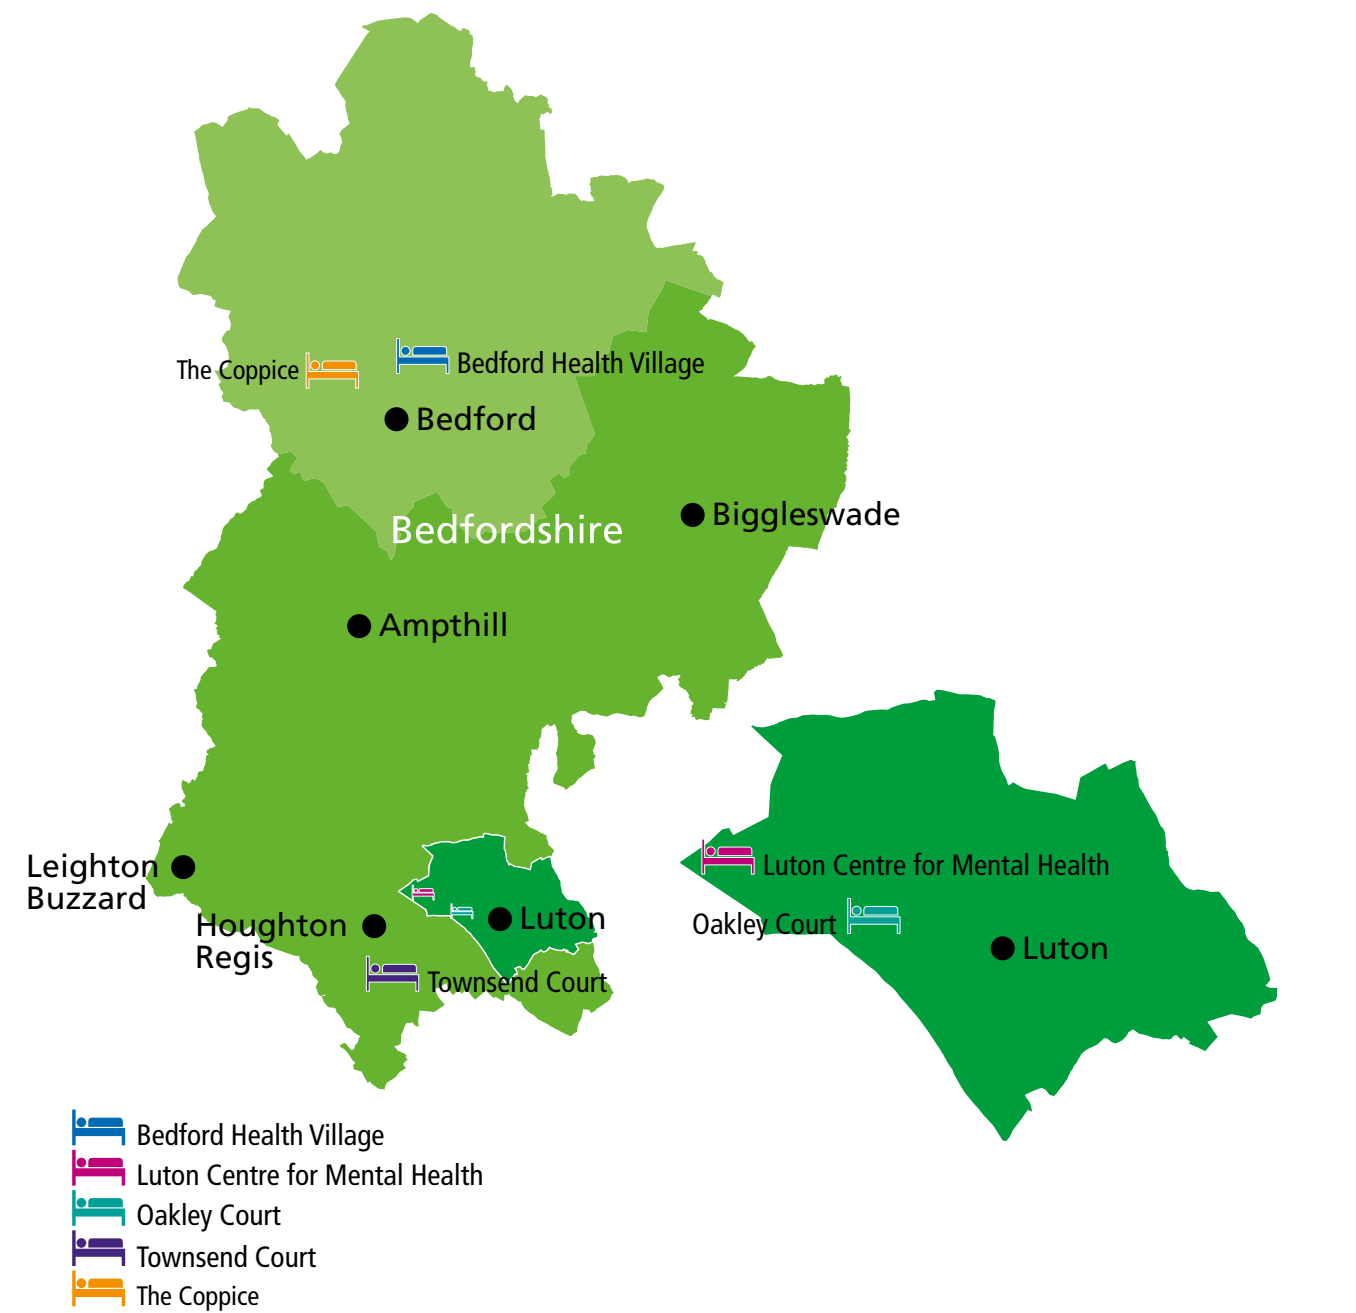 The Coppice
Bedford Health Village
Bedford
Bedfordshire
Biggleswade
Ampthill
Leighton
Buzzard
Houghton
Regis
Luton
Townsend Court
Luton Centre for Mental Health
Oakley Court
Luton
Bedford Health Village
Luton Centre for Mental Health
Oakley Court
Townsend Court
The Coppice